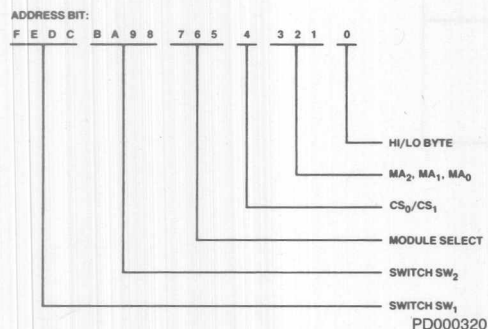 ADDRESS BIT:
F E D C B A 9 8 7 6 5 4 3 2 1 0
HI/LO BYTE
MA2, MA1, MA0
CS0/CS1
MODULE SELECT
SWITCH SW2
SWITCH SW1
PD000320